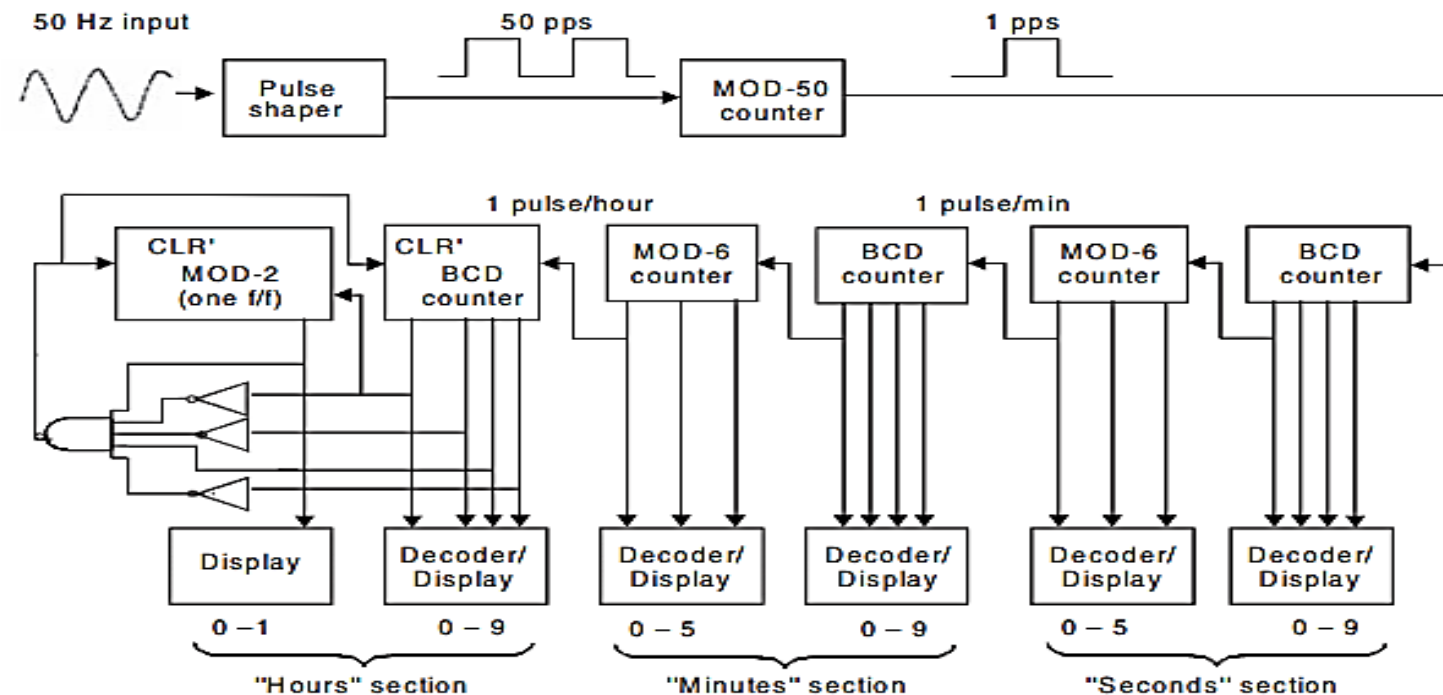 50 Hz input
50 pps
1 pps
Pulse
shaper
MOD-50
counter
1 pulse/hour
1 pulse/min
CLR'
MOD-2
(one f/f)
CLR'
BCD
counter
MOD-6
counter
BCD
counter
MOD-6
counter
BCD
counter
Display
Decoder/
Display
Decoder/
Display
Decoder/
Display
Decoder/
Display
Decoder/
Display
0 – 1
0 – 9
0 – 5
0 – 9
0 – 5
0 – 9
"Hours" section
"Minutes" section
"Seconds" section